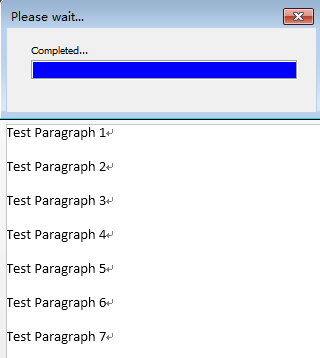 Please wait...
Completed...
Test Paragraph 1↵
Test Paragraph 2↵
Test Paragraph 3↵
Test Paragraph 4↵
Test Paragraph 5↵
Test Paragraph 6↵
Test Paragraph 7↵